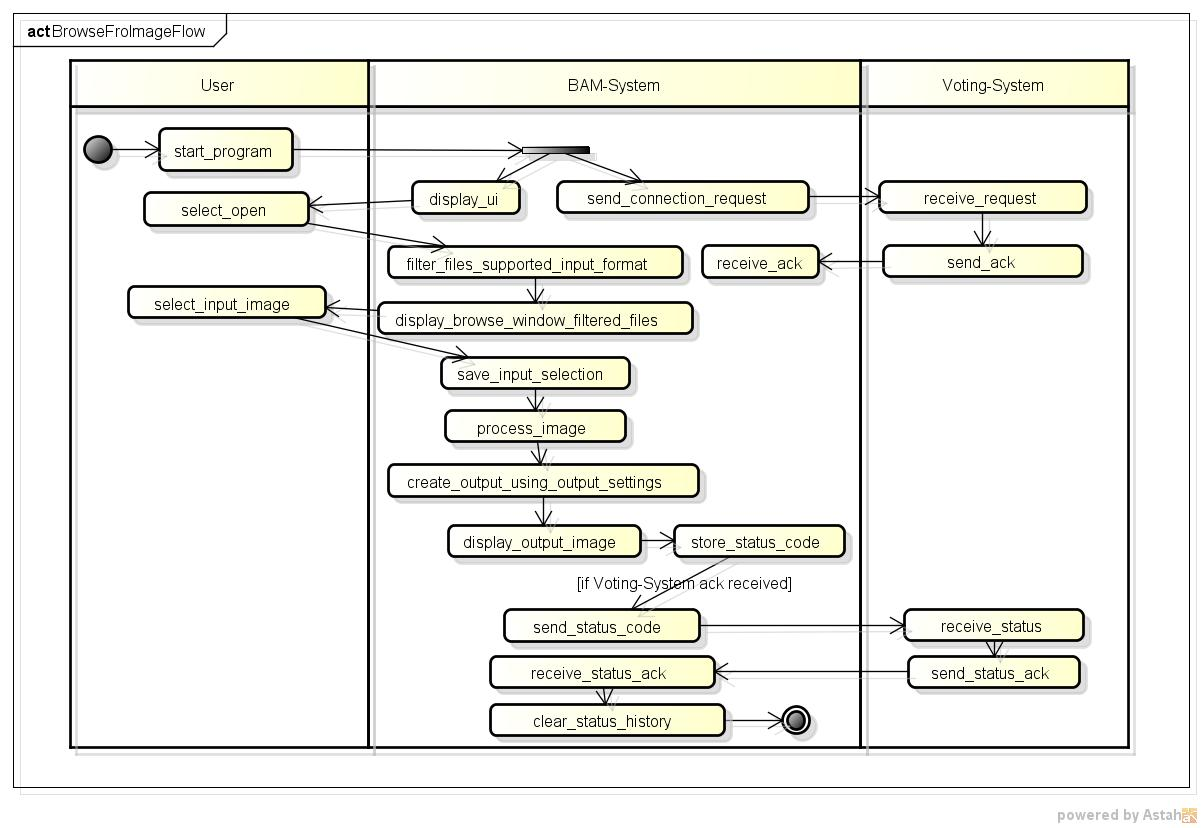 act BrowseFroImageFlow
User
BAM-System
Voting-System
start_program
display_ui
send_connection_request
receive_request
select_open
filter_files_supported_input_format
receive_ack
send_ack
select_input_image
display_browse_window_filtered_files
save_input_selection
process_image
create_output_using_output_settings
display_output_image
store_status_code
[if Voting-System ack received]
send_status_code
receive_status
receive_status_ack
send_status_ack
clear_status_history
powered by Astah